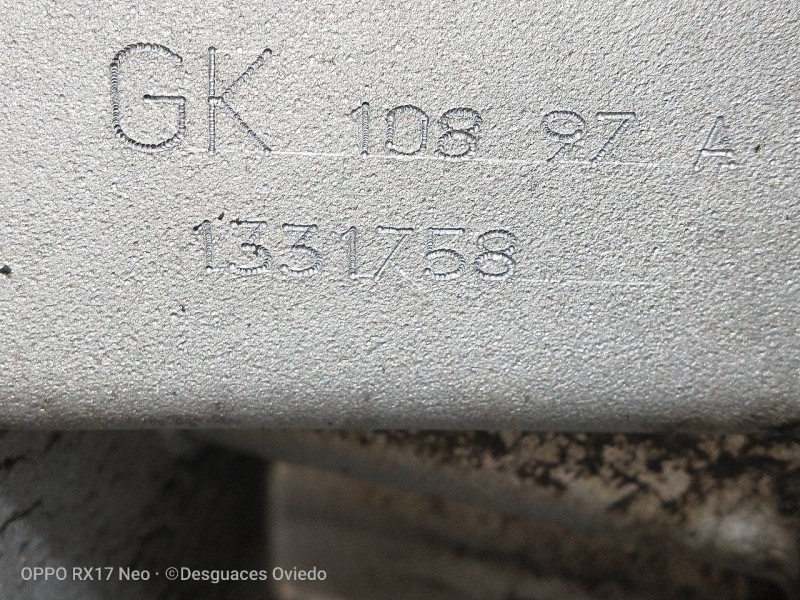 GK 108 97 A
1331758
OPPO RX17 Neo · ©Desguaces Oviedo